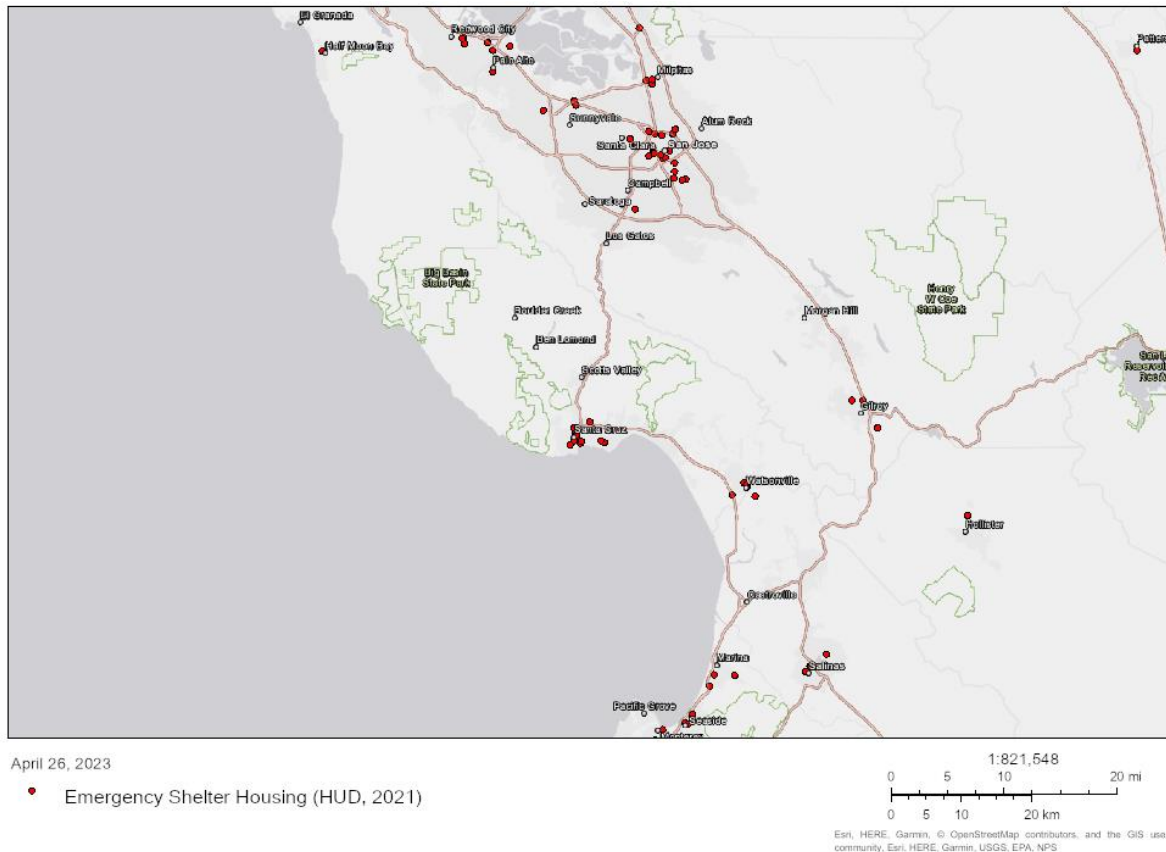 El Granada
Redwood City
Half Moon Bay
Palo Alto
Milpitas
Sunnyvale
Alum Rock
Santa Clara
San Jose
Campbell
Saratoga
Los Gatos
Big Basin
State Park
Henry
W Coe
State Park
Boulder Creek
Morgan Hill
Ben Lomond
Scotts Valley
Gilroy
Santa Cruz
Watsonville
Hollister
Castroville
Marina
Salinas
Pacific Grove
Seaside
Monterey
April 26, 2023
Emergency Shelter Housing (HUD, 2021)
1:821,548
0 5 10 20 mi
0 5 10 20 km
Esri, HERE, Garmin, © OpenStreetMap contributors, and the GIS use
community, Esri, HERE, Garmin, USGS, EPA, NPS